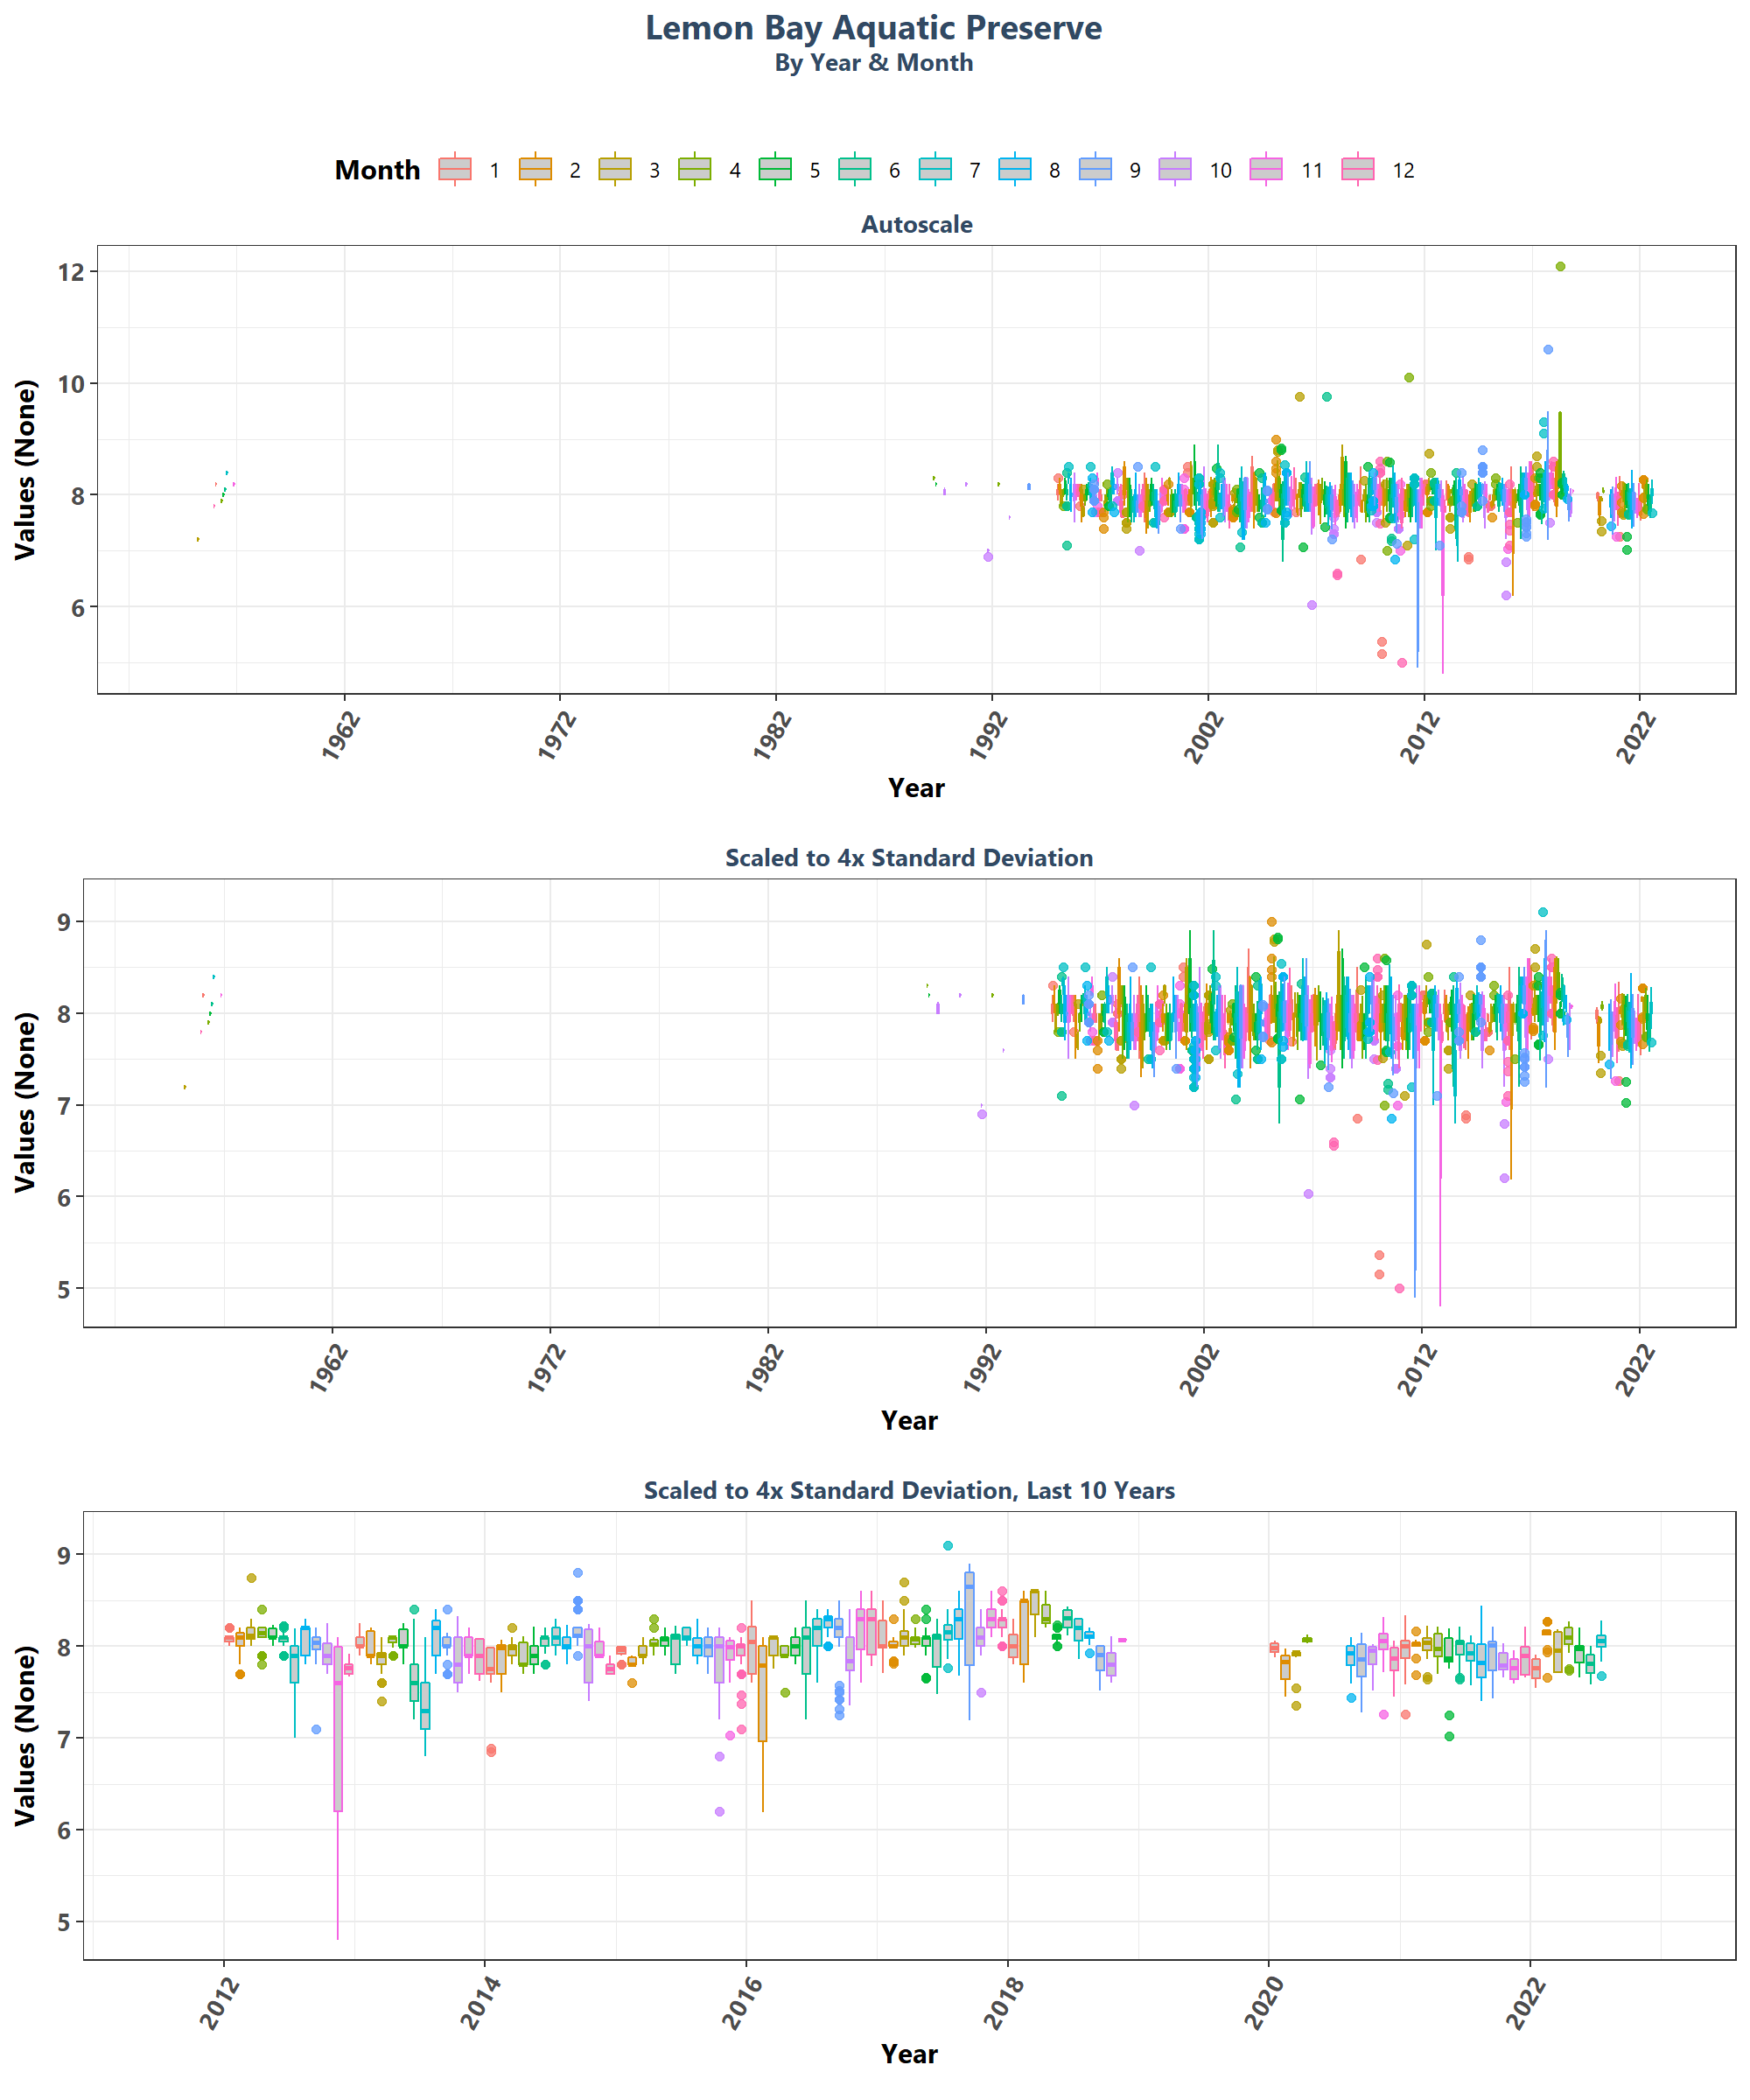 Lemon Bay Aquatic Preserve
By Year & Month
Month 1 2 3 4 5 6 7 8 9 10 11 12
Autoscale
12
10
8
6
Values (None)
1962 1972 1982 1992 2002 2012 2022
Year
Scaled to 4x Standard Deviation
9
8
7
6
5
Values (None)
1962 1972 1982 1992 2002 2012 2022
Year
Scaled to 4x Standard Deviation, Last 10 Years
9
8
7
6
5
Values (None)
2012 2014 2016 2018 2020 2022
Year